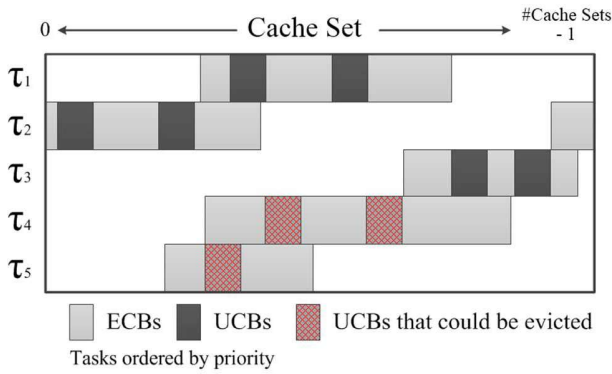 0
Cache Set
#Cache Sets
- 1
τ1
τ2
τ3
τ4
τ5
ECBs
UCBs
UCBs that could be evicted
Tasks ordered by priority